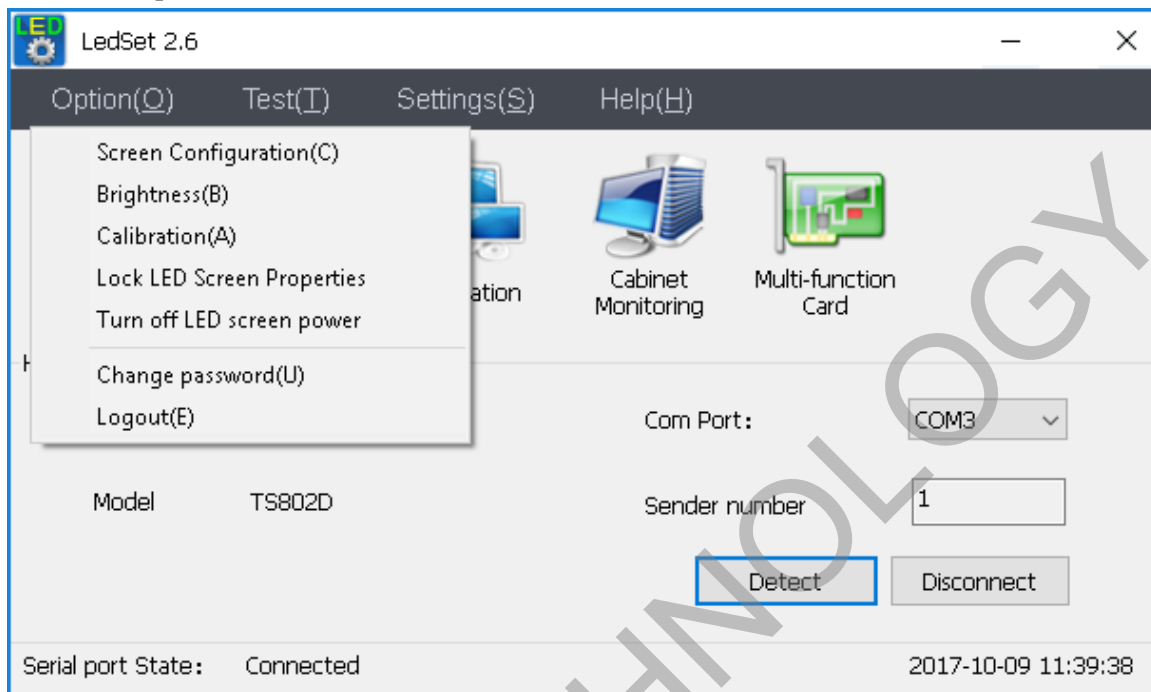 LED
LedSet 2.6
Option(O) Test(T) Settings(S) Help(H)
Screen Configuration(C)
Brightness(B)
Calibration(A)
Lock LED Screen Properties
Turn off LED screen power
Change password(U)
Logout(E)
ation
Cabinet
Monitoring
Multi-function
Card
H
Com Port:
COM3
Model TS802D
Sender number
1
Detect Disconnect
Serial port State: Connected
2017-10-09 11:39:38
HNOLOGY